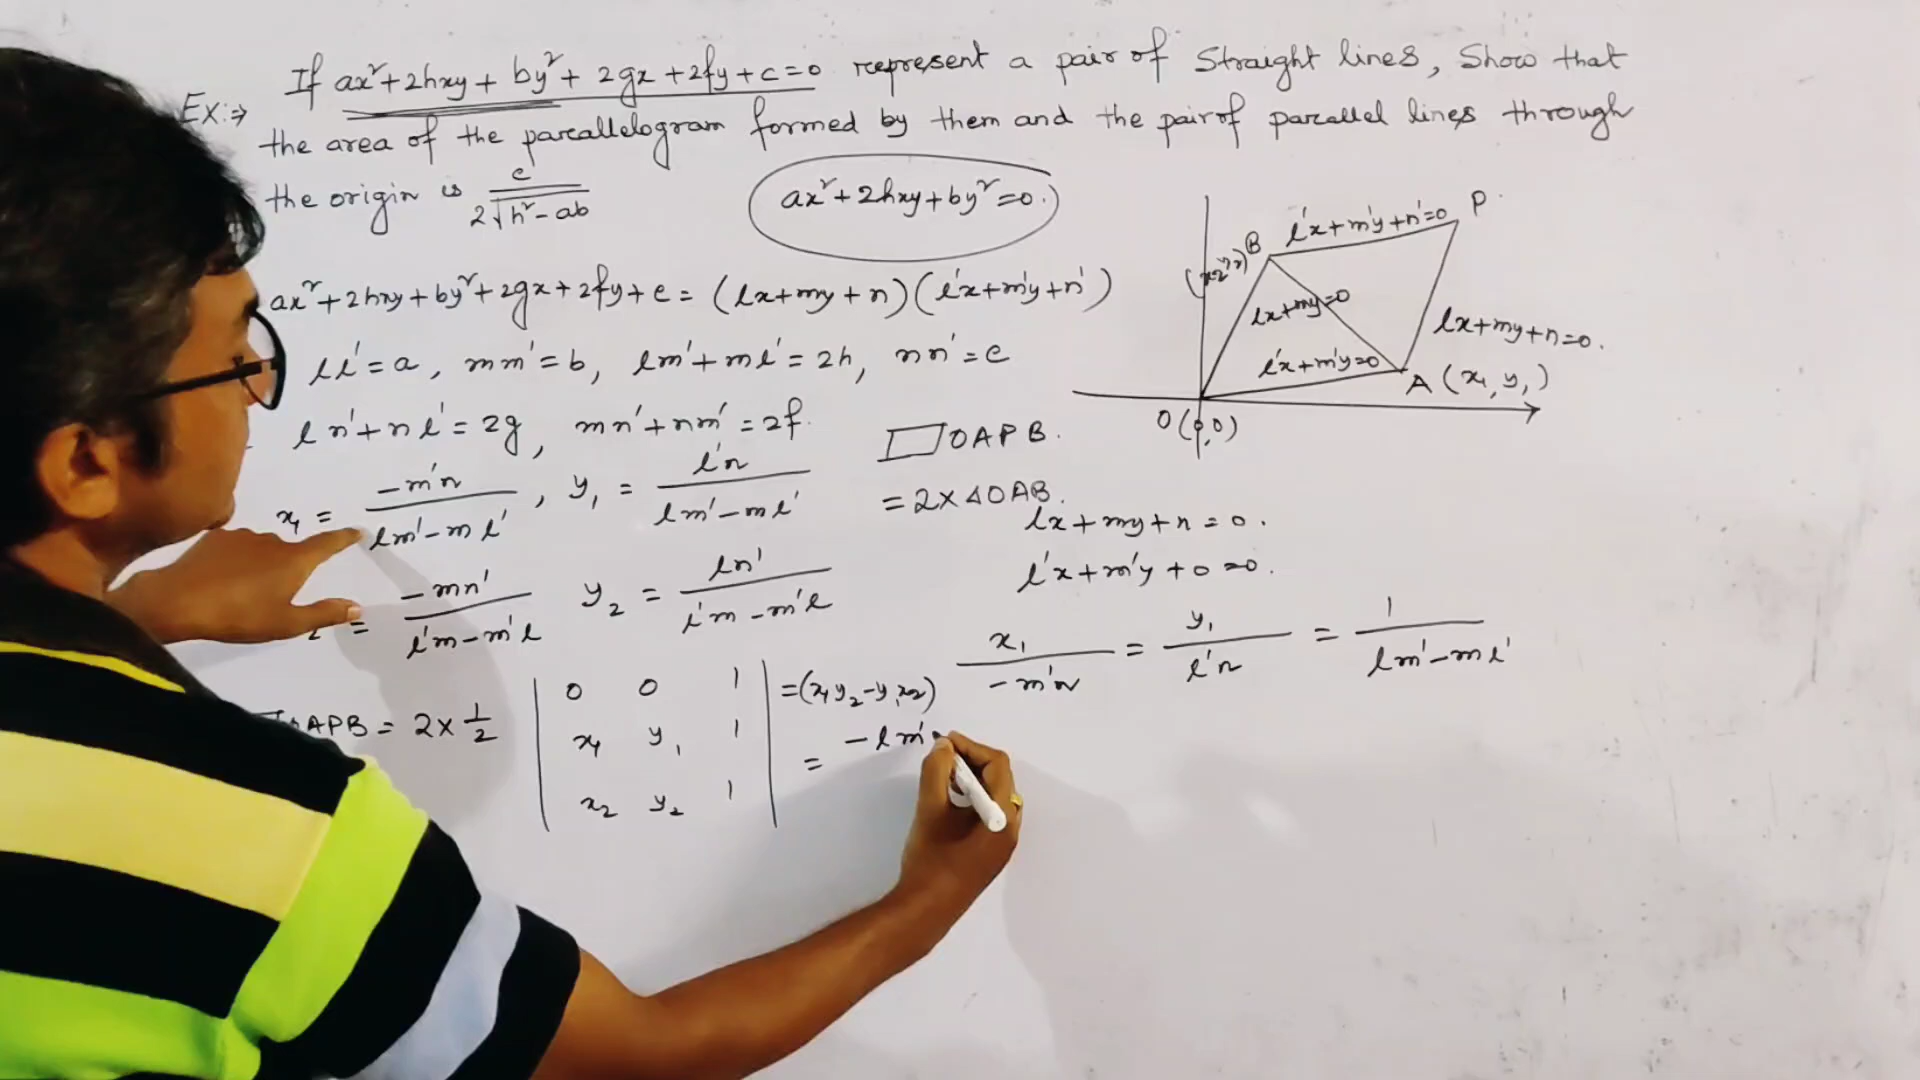 Ex:⇒ If ax²+2hxy+by²+2gx+2fy+c=0 represent a pair of Straight lines, Show that
the area of the parallelogram formed by them and the pair of parallel lines through
the origin is c/(2√(h²-ab))
ax²+2hxy+by²=0.
ax²+2hxy+by²+2gx+2fy+c = (lx+my+n)(l'x+m'y+n')
ll'=a, mm'=b, lm'+ml'=2h, nn'=c
ln'+nl'=2g, mn'+nm'=2f.
x₁ = -m'n/(lm'-ml'), y₁ = l'n/(lm'-ml')
₂ = -mn'/(l'm-m'l) y₂ = ln'/(l'm-m'l)
APB = 2×1/2 | 0 0 1 | =(x₁y₂-y₁x₂)
x₁ y₁ 1
x₂ y₂ 1
= -lm'
▱OAPB.
=2×△OAB.
lx+my+n=0.
l'x+m'y+0=0.
x₁/(-m'n) = y₁/(l'n) = 1/(lm'-ml')
B l'x+m'y+n'=0 P
(x₂,y₂)
lx+my=0
lx+my+n=0.
l'x+m'y=0
A (x₁, y₁)
O(0,0)